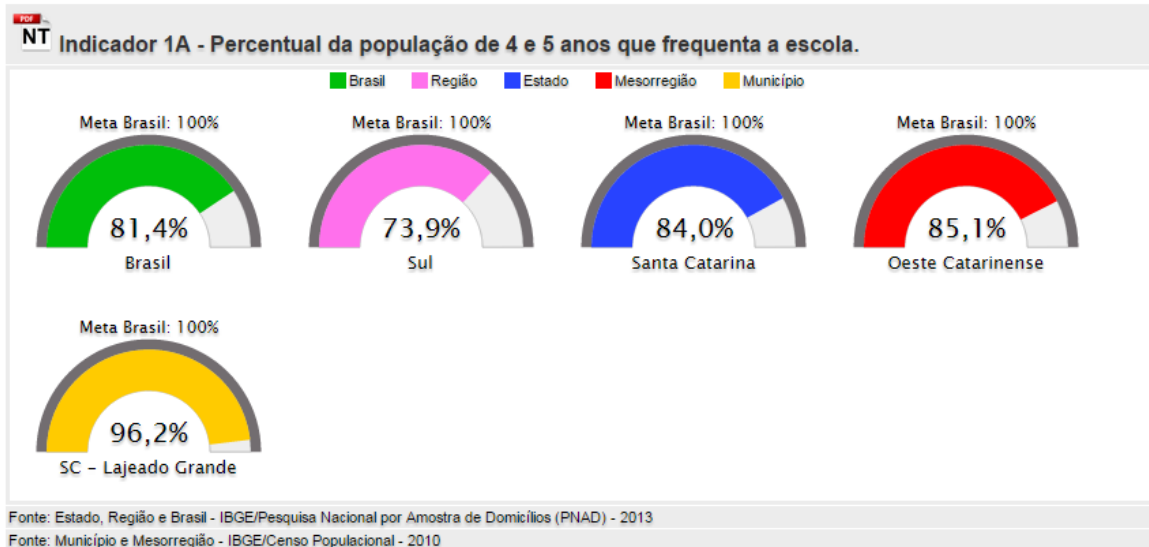 PDF
NT Indicador 1A - Percentual da população de 4 e 5 anos que frequenta a escola.
Brasil Região Estado Mesorregião Município
Meta Brasil: 100% Meta Brasil: 100% Meta Brasil: 100% Meta Brasil: 100%
81,4% 73,9% 84,0% 85,1%
Brasil Sul Santa Catarina Oeste Catarinense
Meta Brasil: 100%
96,2%
SC - Lajeado Grande
Fonte: Estado, Região e Brasil - IBGE/Pesquisa Nacional por Amostra de Domicílios (PNAD) - 2013
Fonte: Município e Mesorregião - IBGE/Censo Populacional - 2010